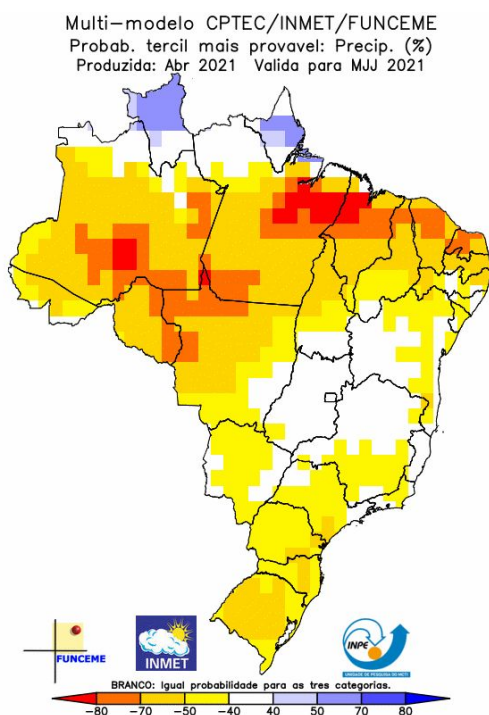 Multi-modelo CPTEC/INMET/FUNCEME
Probab. tercil mais provavel: Precip. (%)
Produzida: Abr 2021 Valida para MJJ 2021
FUNCEME
INMET
INPE
BRANCO: Igual probabilidade para as tres categorias.
-80 -70 -50 -40 40 50 70 80